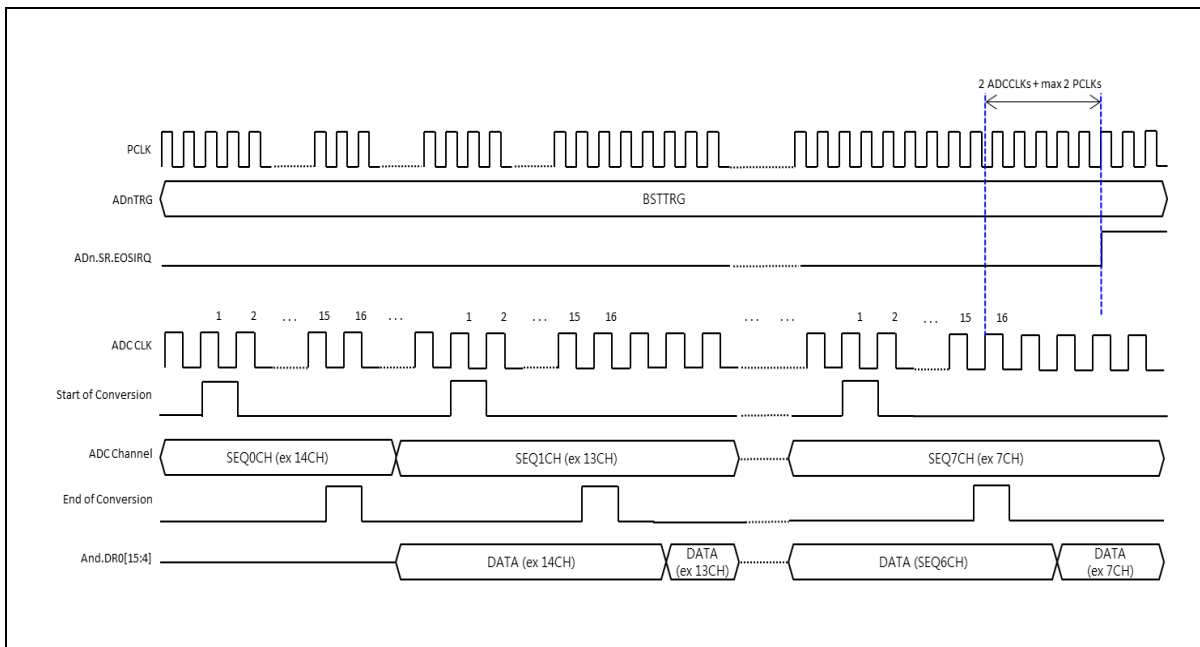 2 ADCCLKs + max 2 PCLKs
PCLK
ADnTRG
BSTTRG
ADn.SR.EOSIRQ
1 2 ... 15 16 ... 1 2 ... 15 16 ... ... 1 2 ... 15 16
ADC CLK
Start of Conversion
ADC Channel
SEQ0CH (ex 14CH)
SEQ1CH (ex 13CH)
SEQ7CH (ex 7CH)
End of Conversion
And.DR0[15:4]
DATA (ex 14CH)
DATA
(ex 13CH)
DATA (SEQ6CH)
DATA
(ex 7CH)